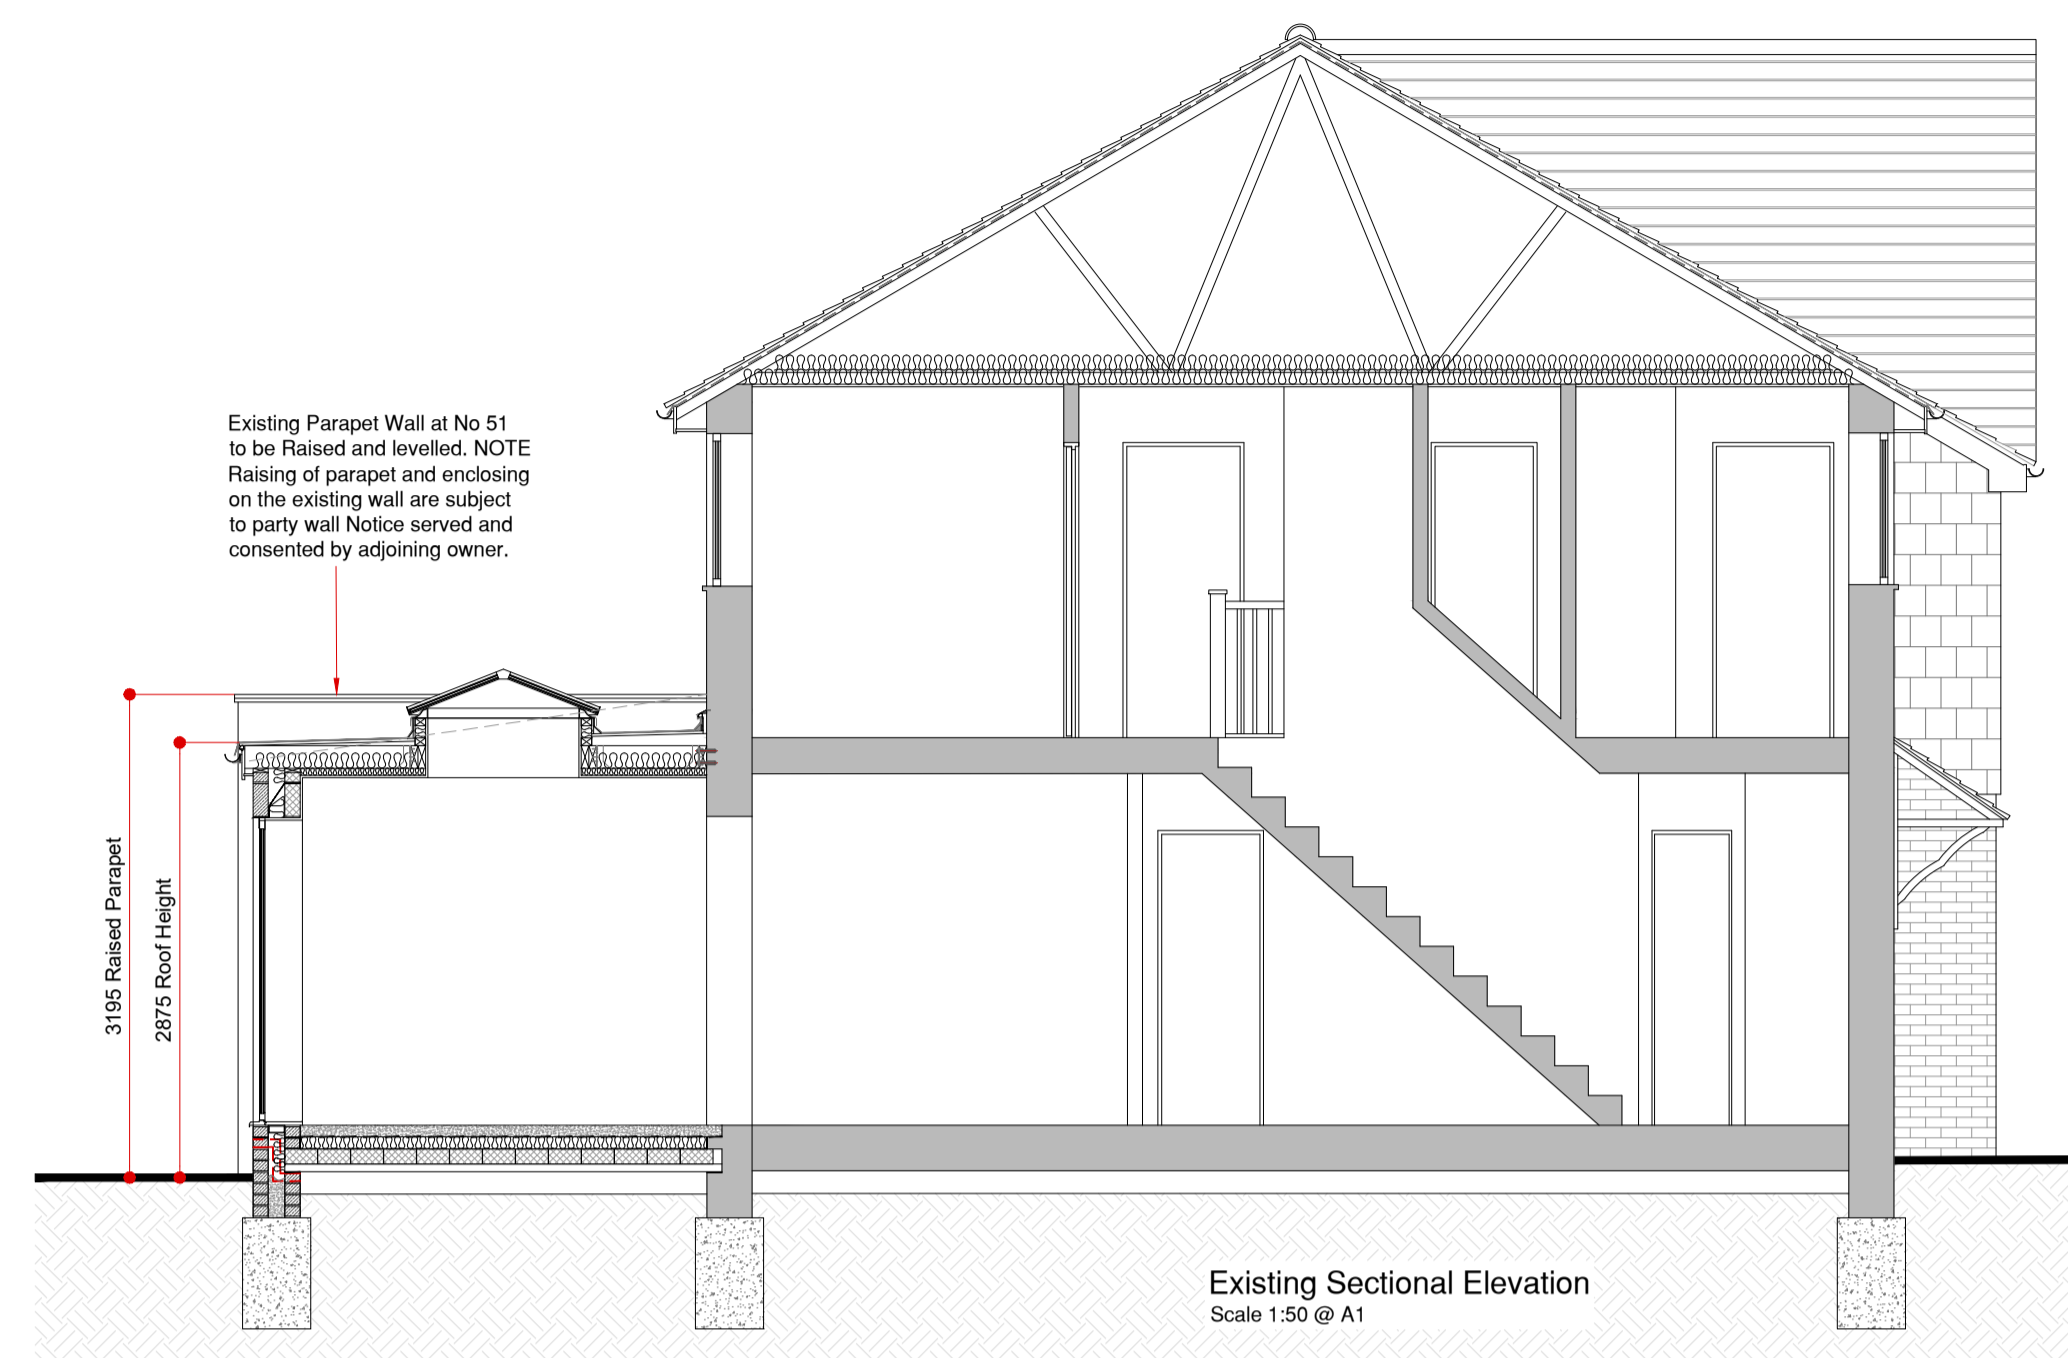 Existing Parapet Wall at No 51
to be Raised and levelled. NOTE
Raising of parapet and enclosing
on the existing wall are subject
to party wall Notice served and
consented by adjoining owner.
3195 Raised Parapet
2875 Roof Height
Existing Sectional Elevation
Scale 1:50 @ A1